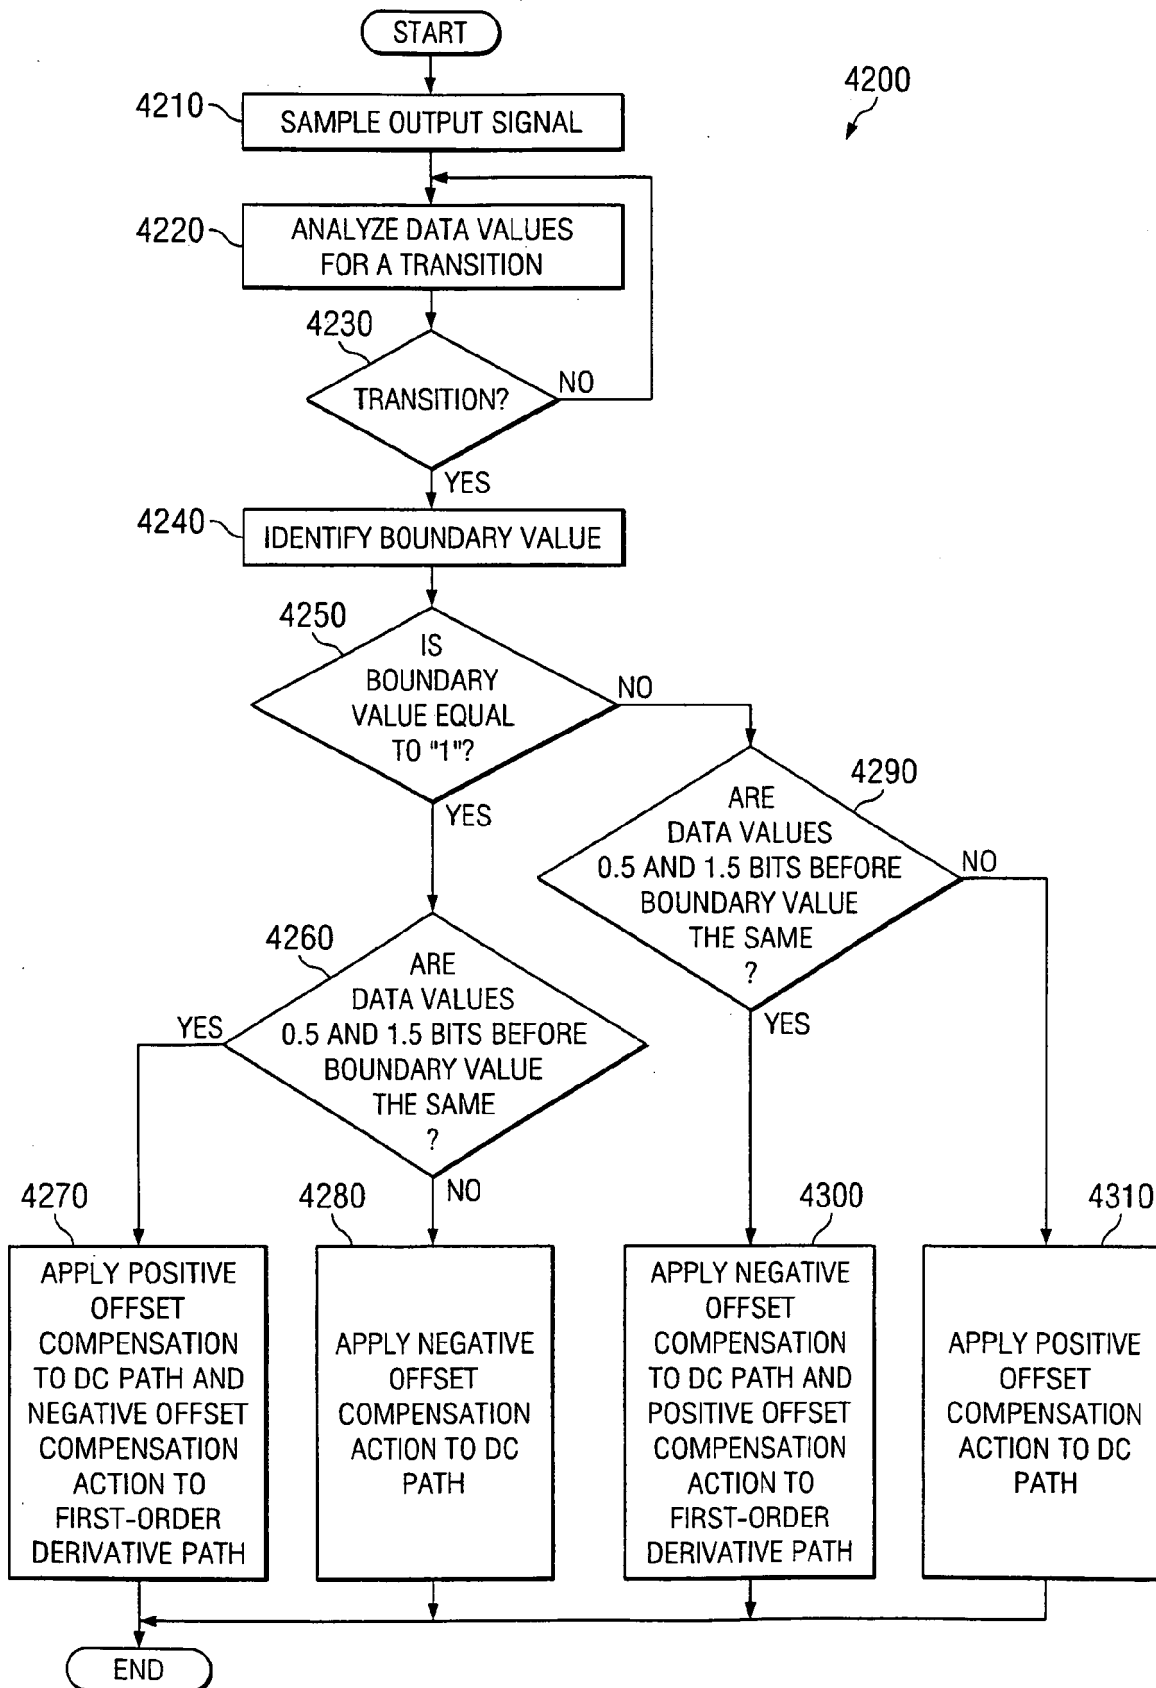 START
4200
4210
SAMPLE OUTPUT SIGNAL
4220
ANALYZE DATA VALUES
FOR A TRANSITION
4230
TRANSITION?
NO
YES
4240
IDENTIFY BOUNDARY VALUE
4250
IS
BOUNDARY
VALUE EQUAL
TO "1"?
NO
YES
4290
ARE
DATA VALUES
0.5 AND 1.5 BITS BEFORE
BOUNDARY VALUE
THE SAME
?
NO
YES
4260
ARE
DATA VALUES
0.5 AND 1.5 BITS BEFORE
BOUNDARY VALUE
THE SAME
?
YES
NO
4270
APPLY POSITIVE
OFFSET
COMPENSATION
TO DC PATH AND
NEGATIVE OFFSET
COMPENSATION
ACTION TO
FIRST-ORDER
DERIVATIVE PATH
4280
APPLY NEGATIVE
OFFSET
COMPENSATION
ACTION TO DC
PATH
4300
APPLY NEGATIVE
OFFSET
COMPENSATION
TO DC PATH AND
POSITIVE OFFSET
COMPENSATION
ACTION TO
FIRST-ORDER
DERIVATIVE PATH
4310
APPLY POSITIVE
OFFSET
COMPENSATION
ACTION TO DC
PATH
END